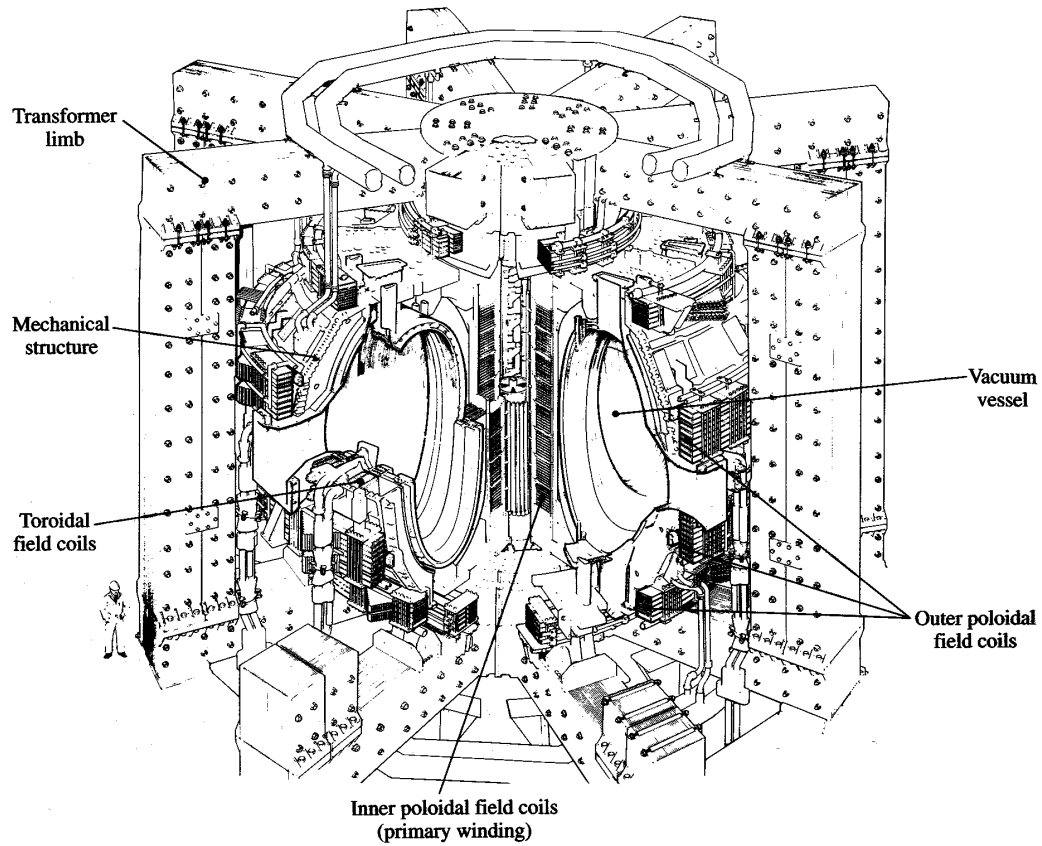 Transformer
limb
Mechanical
structure
Vacuum
vessel
Toroidal
field coils
Outer poloidal
field coils
Inner poloidal field coils
(primary winding)